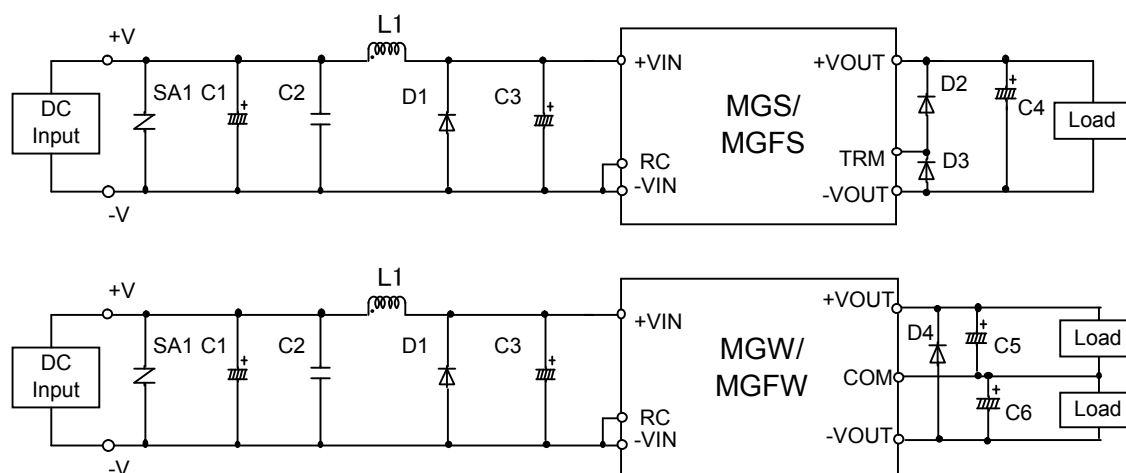 +V
L1
DC
Input
SA1
C1
+
C2
D1
C3
+
+VIN
RC
-VIN
MGS/
MGFS
+VOUT
TRM
-VOUT
D2
D3
+
C4
Load
-V
+V
L1
DC
Input
SA1
C1
+
C2
D1
C3
+
+VIN
RC
-VIN
MGW/
MGFW
+VOUT
COM
-VOUT
D4
+
C5
+
C6
Load
Load
-V